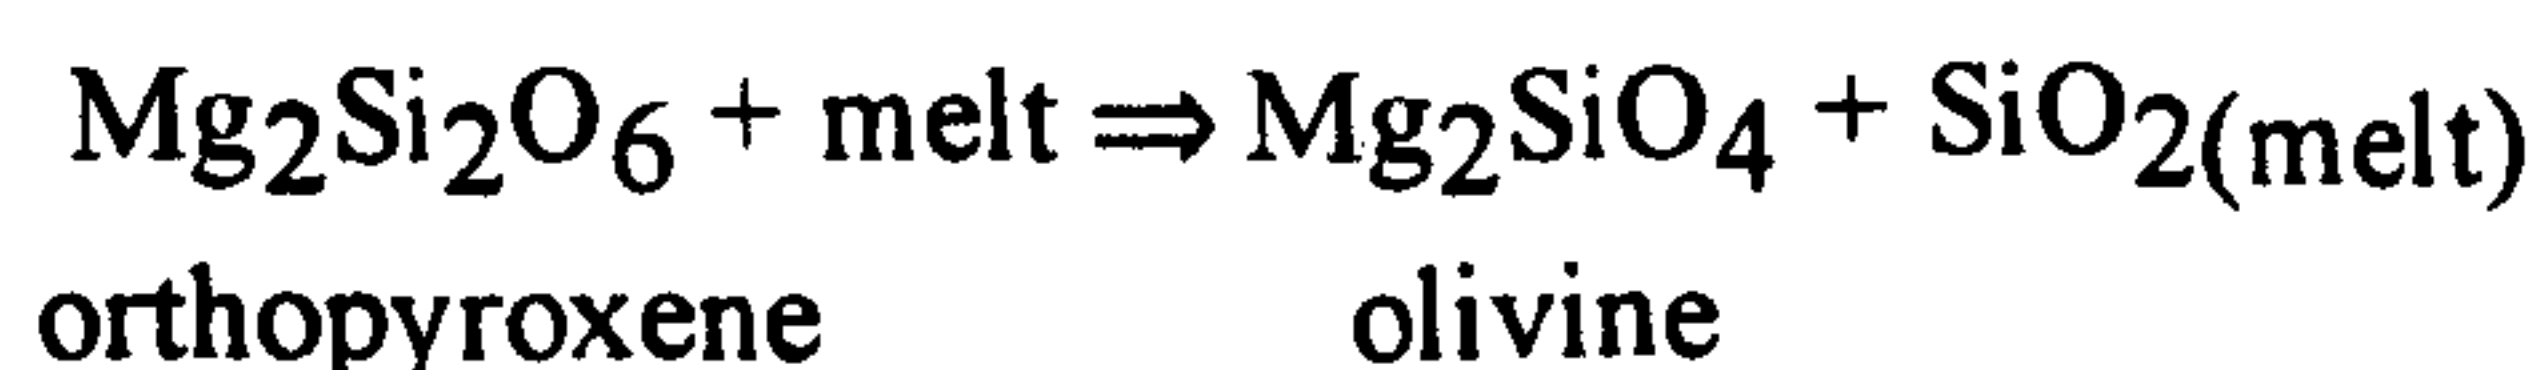 Mg2Si2O6 + melt ⇒ Mg2SiO4 + SiO2(melt)
orthopyroxene olivine